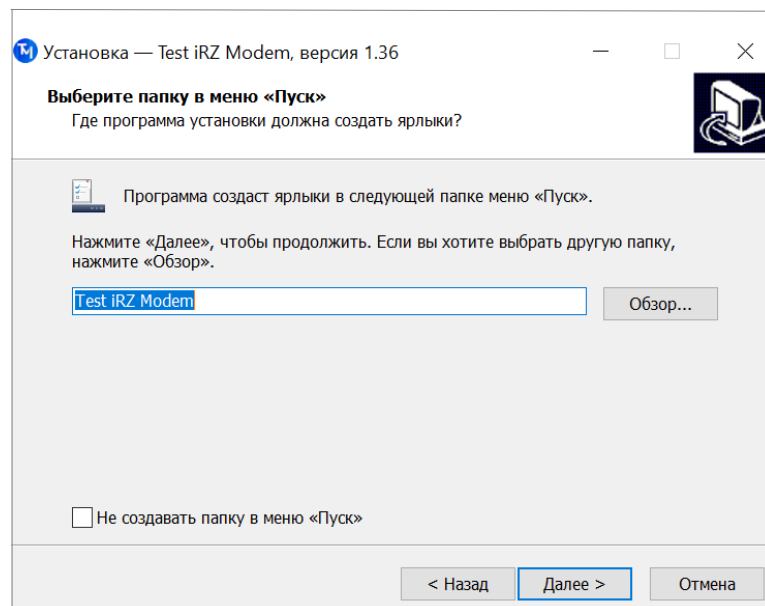 Установка — Test iRZ Modem, версия 1.36
Выберите папку в меню «Пуск»
Где программа установки должна создать ярлыки?
Программа создаст ярлыки в следующей папке меню «Пуск».
Нажмите «Далее», чтобы продолжить. Если вы хотите выбрать другую папку,
нажмите «Обзор».
Test iRZ Modem
Обзор...
Не создавать папку в меню «Пуск»
< Назад
Далее >
Отмена